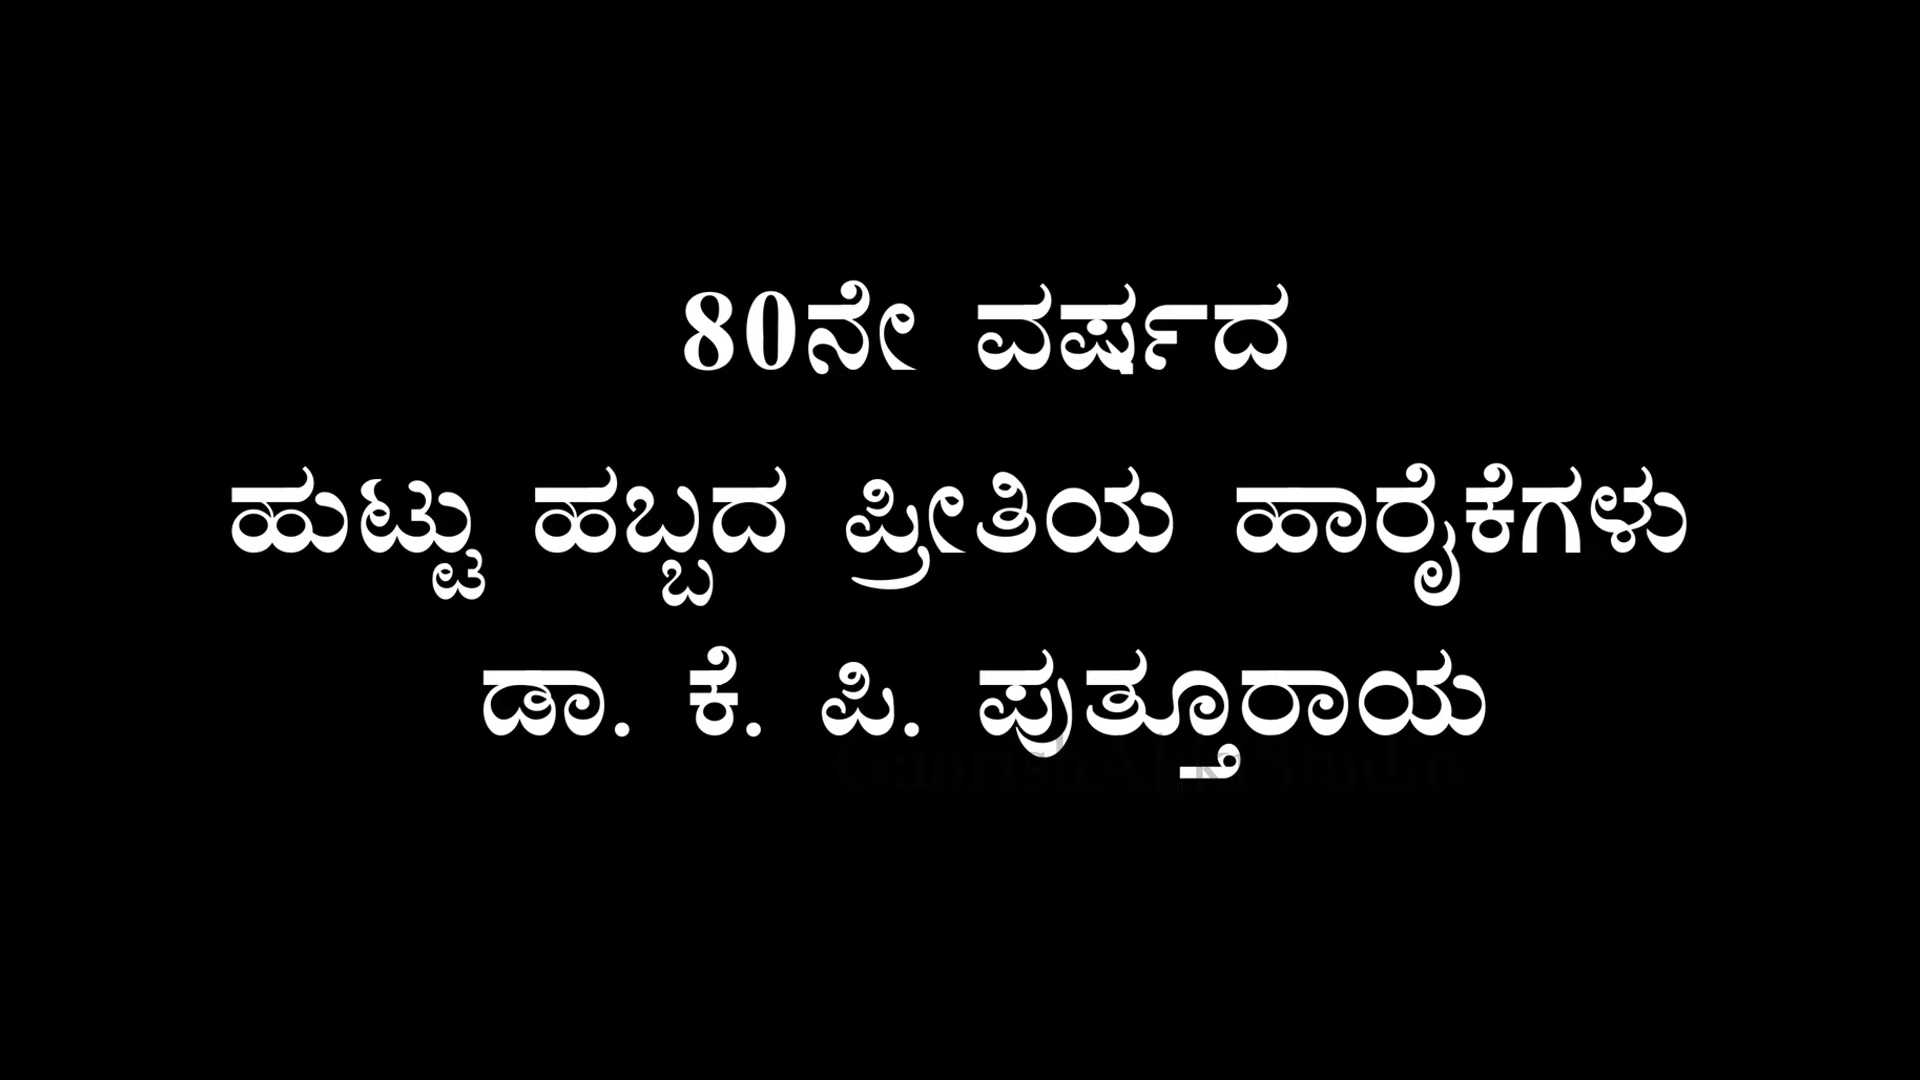 80ನೇ ವರ್ಷದ
ಹುಟ್ಟು ಹಬ್ಬದ ಪ್ರೀತಿಯ ಹಾರೈಕೆಗಳು
ಡಾ. ಕೆ. ಪಿ. ಪುತ್ತೂರಾಯ